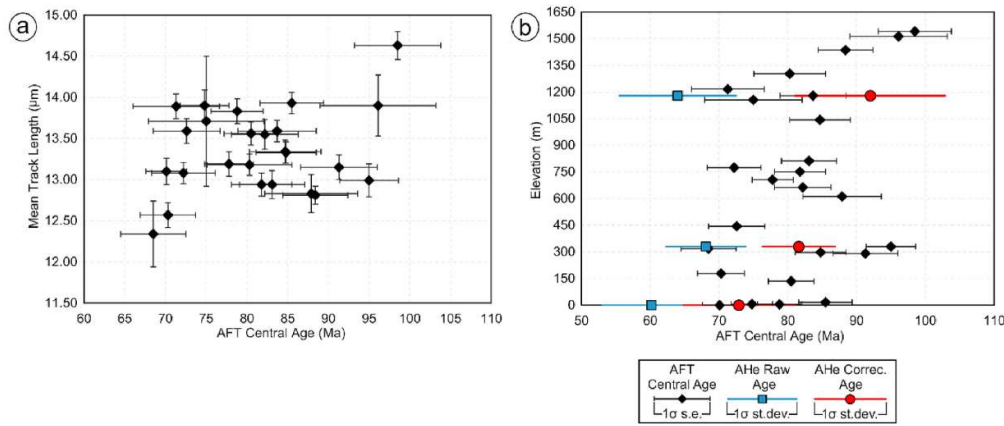 a
15.00
14.50
14.00
13.50
13.00
12.50
12.00
11.50
Mean Track Length (μm)
60 65 70 75 80 85 90 95 100 105 110
AFT Central Age (Ma)
b
1650
1500
1350
1200
1050
900
750
600
450
300
150
0
Elevation (m)
50 60 70 80 90 100 110
AFT Central Age (Ma)
AFT
Central Age
1σ s.e.
AHe Raw
Age
1σ st.dev.
AHe Correc.
Age
1σ st.dev.